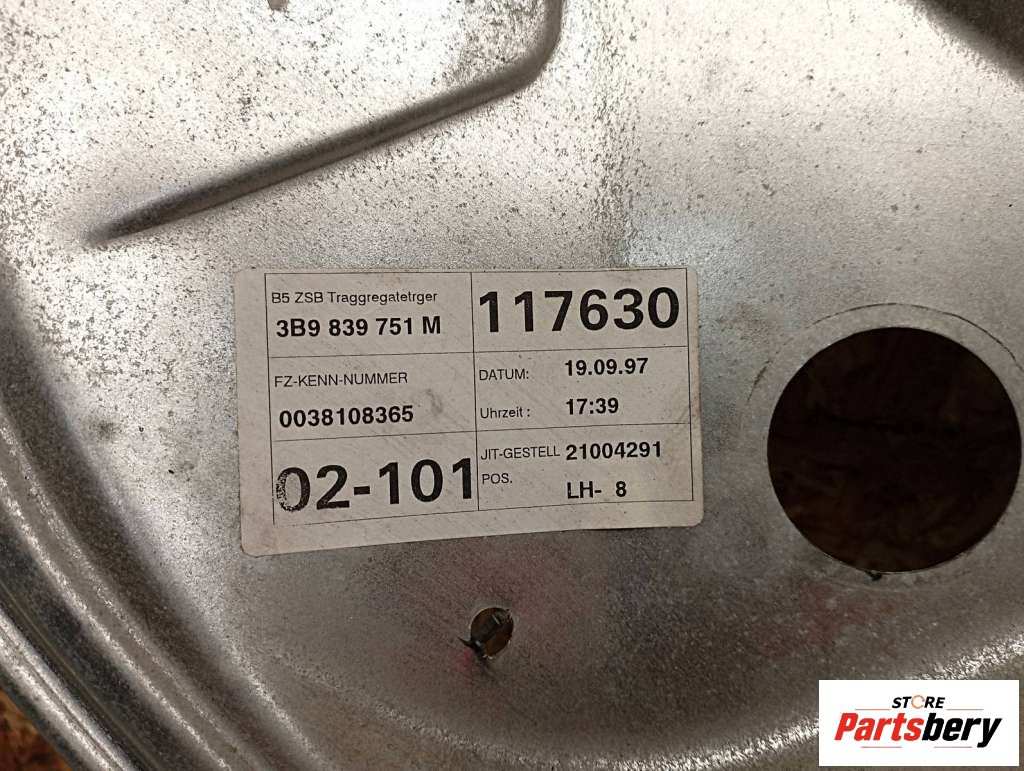 B5 ZSB Traggregatetrger
3B9 839 751 M
117630
FZ-KENN-NUMMER
0038108365
DATUM: 19.09.97
Uhrzeit : 17:39
02-101
JIT-GESTELL 21004291
POS. LH- 8
STORE
Partsbery